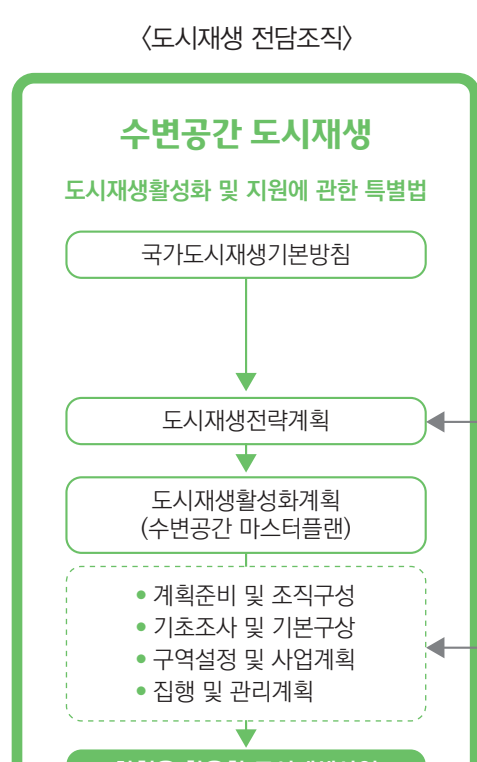 〈도시재생 전담조직〉
수변공간 도시재생
도시재생활성화 및 지원에 관한 특별법
국가도시재생기본방침
도시재생전략계획
도시재생활성화계획
(수변공간 마스터플랜)
• 계획준비 및 조직구성
• 기초조사 및 기본구상
• 구역설정 및 사업계획
• 집행 및 관리계획